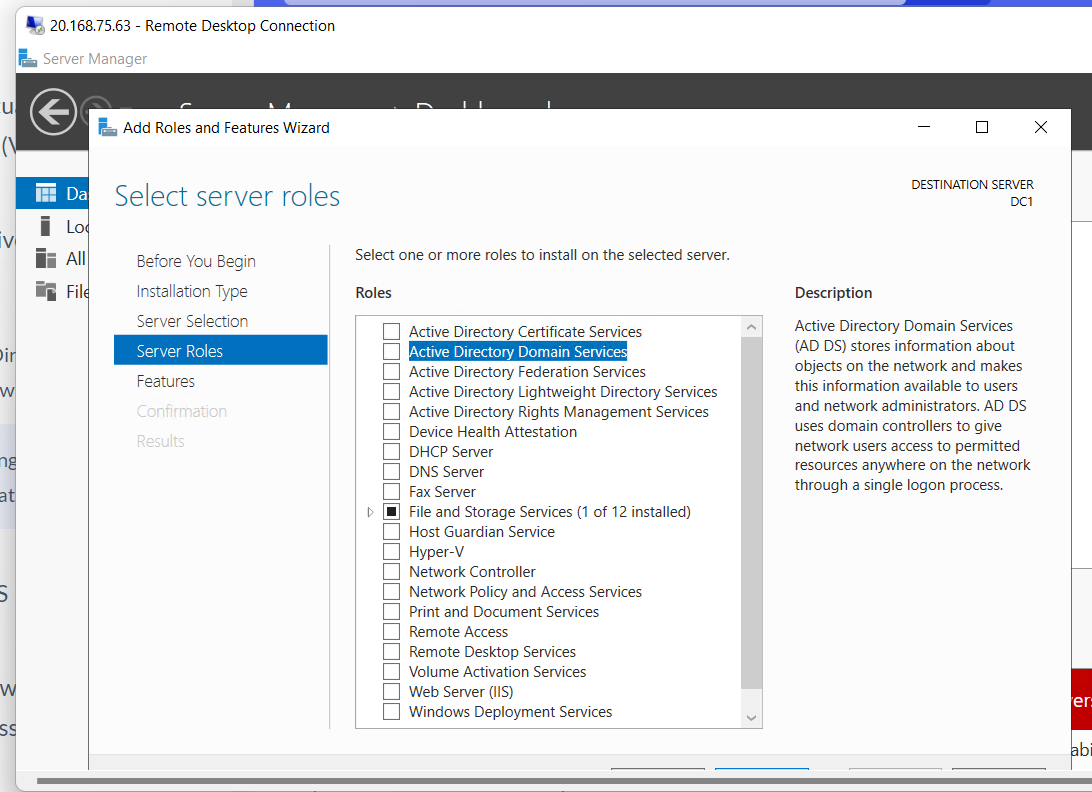 20.168.75.63 - Remote Desktop Connection
Server Manager
Add Roles and Features Wizard
Select server roles
DESTINATION SERVER
DC1
Before You Begin
Installation Type
Server Selection
Server Roles
Features
Confirmation
Results
Select one or more roles to install on the selected server.
Roles
Active Directory Certificate Services
Active Directory Domain Services
Active Directory Federation Services
Active Directory Lightweight Directory Services
Active Directory Rights Management Services
Device Health Attestation
DHCP Server
DNS Server
Fax Server
File and Storage Services (1 of 12 installed)
Host Guardian Service
Hyper-V
Network Controller
Network Policy and Access Services
Print and Document Services
Remote Access
Remote Desktop Services
Volume Activation Services
Web Server (IIS)
Windows Deployment Services
Description
Active Directory Domain Services
(AD DS) stores information about
objects on the network and makes
this information available to users
and network administrators. AD DS
uses domain controllers to give
network users access to permitted
resources anywhere on the network
through a single logon process.
All